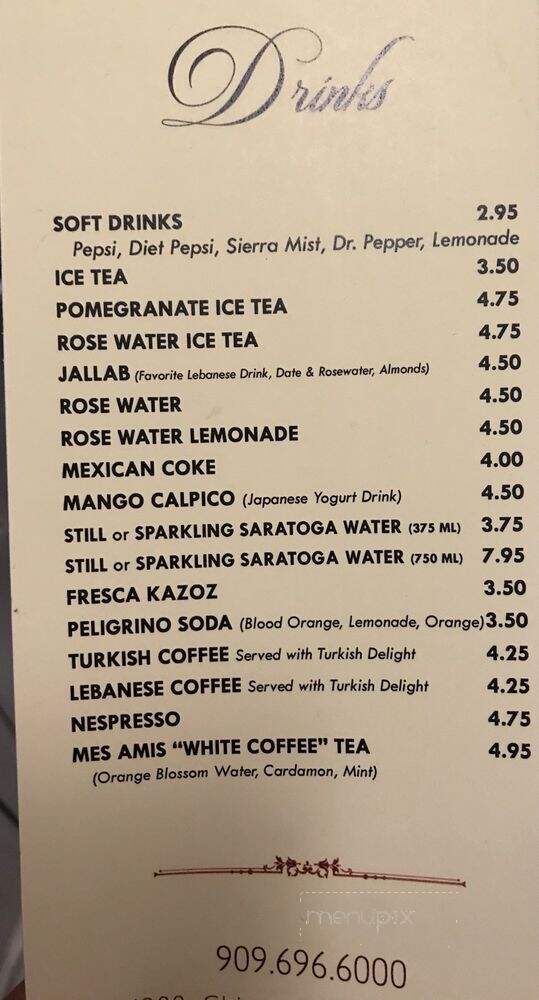 Drinks
SOFT DRINKS 2.95
Pepsi, Diet Pepsi, Sierra Mist, Dr. Pepper, Lemonade
ICE TEA 3.50
POMEGRANATE ICE TEA 4.75
ROSE WATER ICE TEA 4.75
JALLAB (Favorite Lebanese Drink, Date & Rosewater, Almonds) 4.50
ROSE WATER 4.50
ROSE WATER LEMONADE 4.50
MEXICAN COKE 4.00
MANGO CALPICO (Japanese Yogurt Drink) 4.50
STILL or SPARKLING SARATOGA WATER (375 ML) 3.75
STILL or SPARKLING SARATOGA WATER (750 ML) 7.95
FRESCA KAZOZ 3.50
PELIGRINO SODA (Blood Orange, Lemonade, Orange) 3.50
TURKISH COFFEE Served with Turkish Delight 4.25
LEBANESE COFFEE Served with Turkish Delight 4.25
NESPRESSO 4.75
MES AMIS “WHITE COFFEE” TEA 4.95
(Orange Blossom Water, Cardamon, Mint)
menupix
909.696.6000